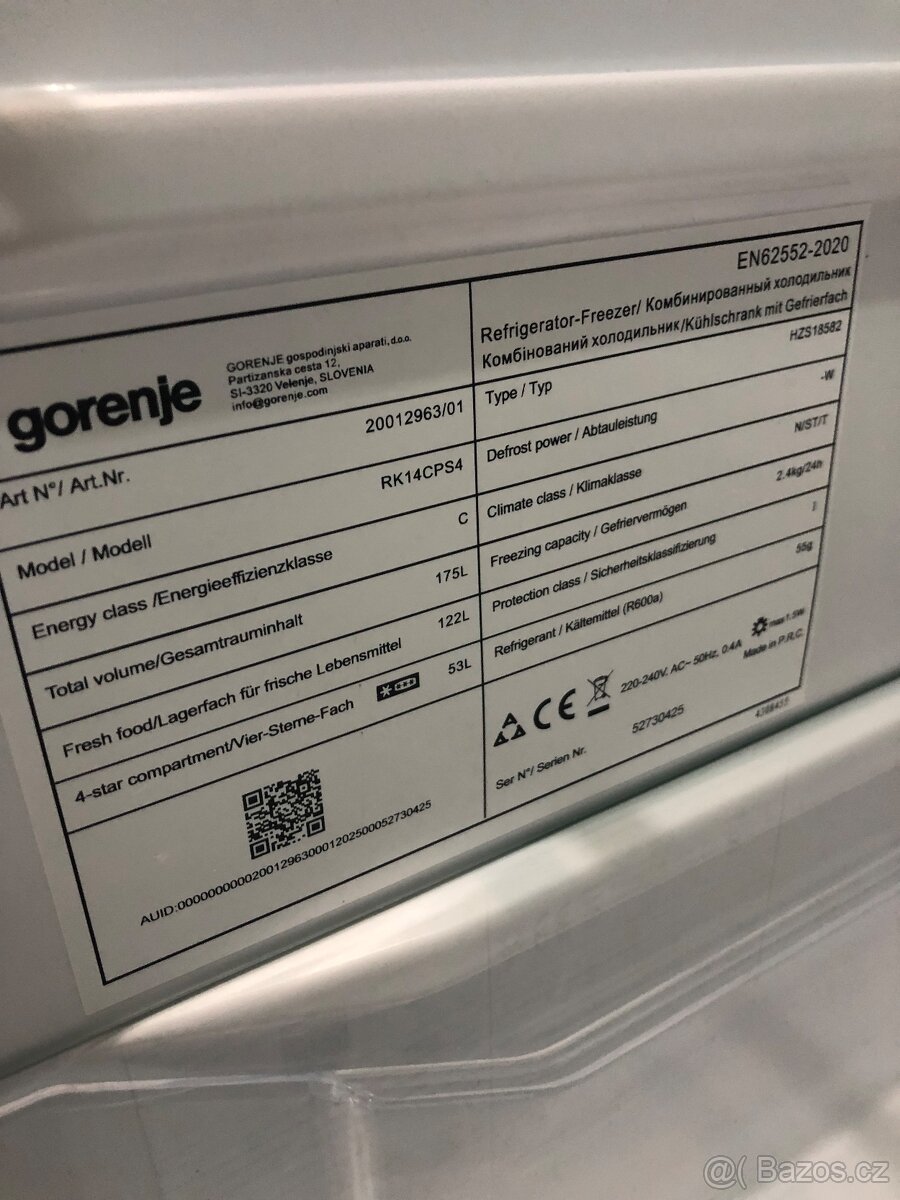 gorenje
GORENJE gospodinjski aparati, d.o.o.
Partizanska cesta 12,
SI-3320 Velenje, SLOVENIA
info@gorenje.com
Art N°/ Art.Nr. 20012963/01
Model / Modell RK14CPS4
Energy class /Energieeffizienzklasse C
Total volume/Gesamtrauminhalt 175L
Fresh food/Lagerfach für frische Lebensmittel 122L
4-star compartment/Vier-Sterne-Fach 53L
AUID:0000000000200129630001202500052730425
EN62552-2020
Refrigerator-Freezer/ Комбинированный холодильник
Комбінований холодильник/Kühlschrank mit Gefrierfach
Type / Typ HZS18582
Defrost power / Abtauleistung -W
Climate class / Klimaklasse N/ST/T
Freezing capacity / Gefriervermögen 2.4kg/24h
Protection class / Sicherheitsklassifizierung I
Refrigerant / Kältemittel (R600a) 55g
CE
220-240V, AC~ 50Hz, 0.4A max1.5W
Made in P.R.C.
Ser N°/ Serien Nr. 52730425
@( Bazos.cz